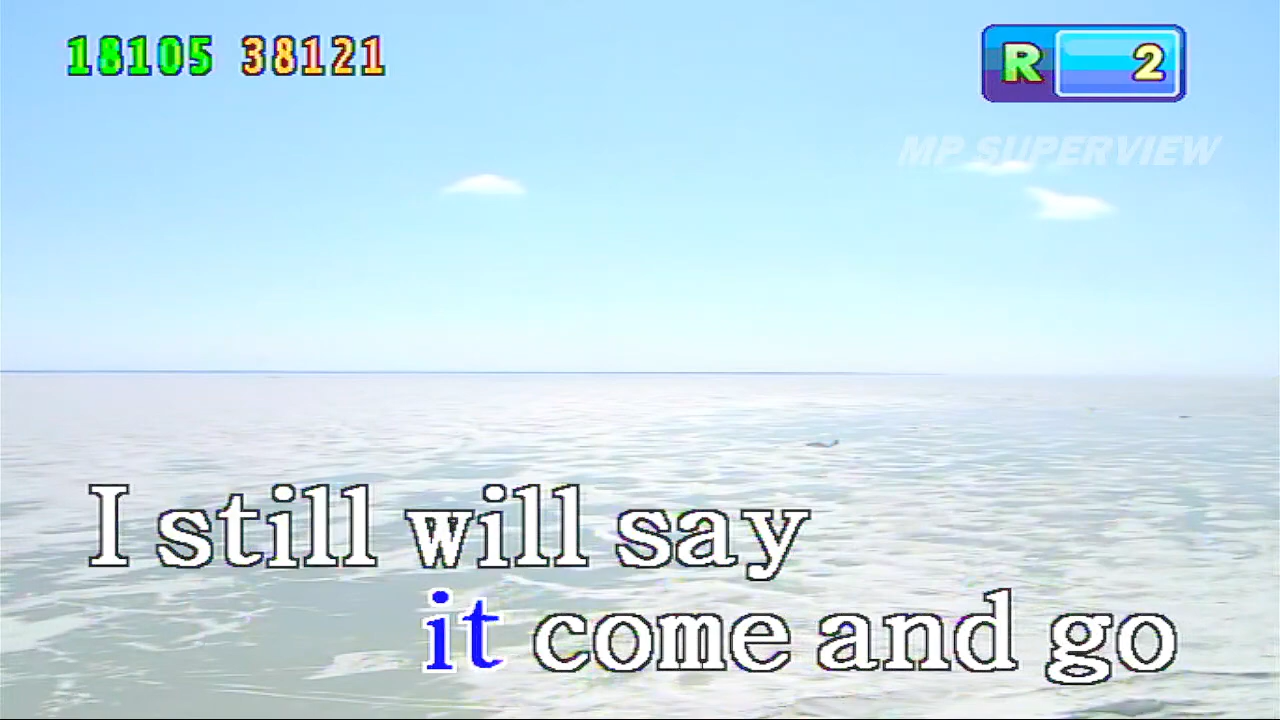 18105 38121
R 2
MP SUPERVIEW
I still will say
it come and go